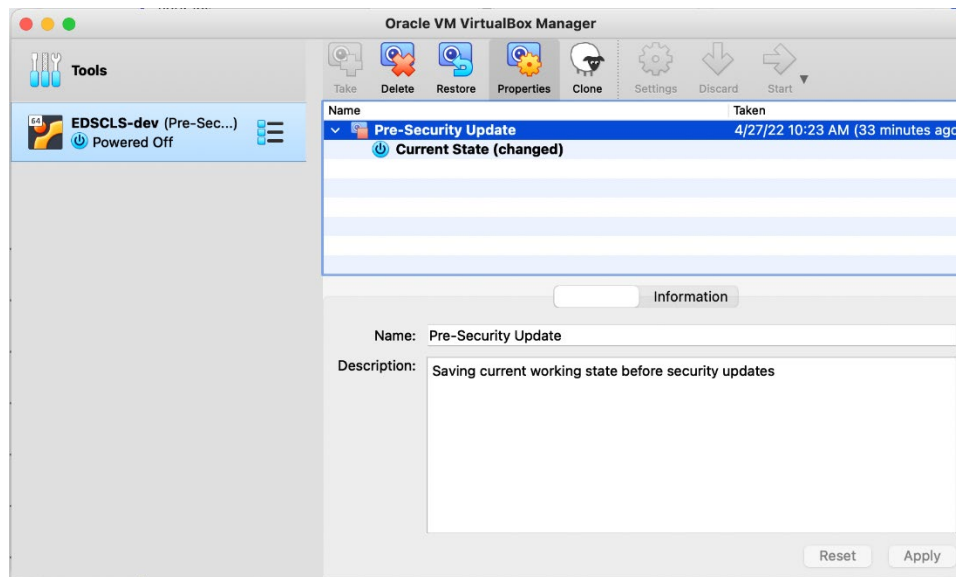 Oracle VM VirtualBox Manager
Tools
Take Delete Restore Properties Clone Settings Discard Start
Name Taken
64
EDSCLS-dev (Pre-Sec...)
Powered Off
Pre-Security Update 4/27/22 10:23 AM (33 minutes ago
Current State (changed)
Information
Name: Pre-Security Update
Description: Saving current working state before security updates
Reset Apply